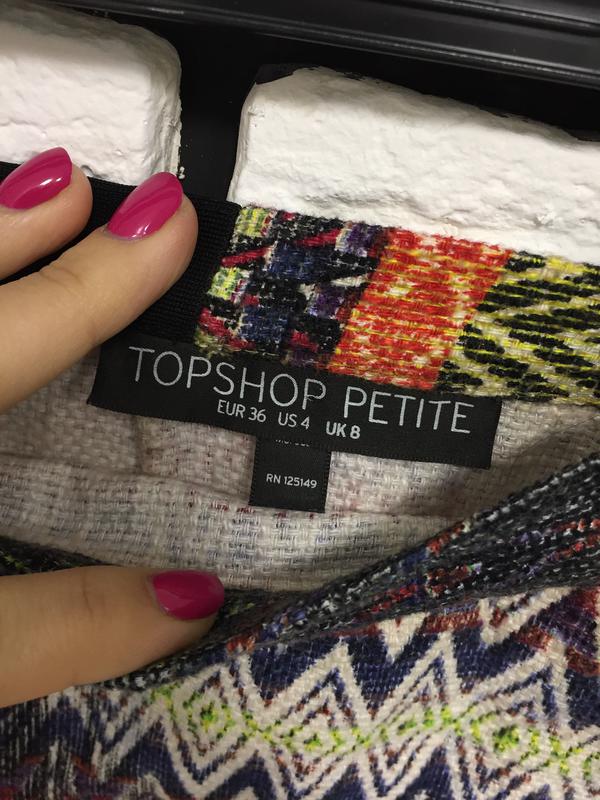 TOPSHOP PETITE
EUR 36 US 4 UK 8
RN 125149